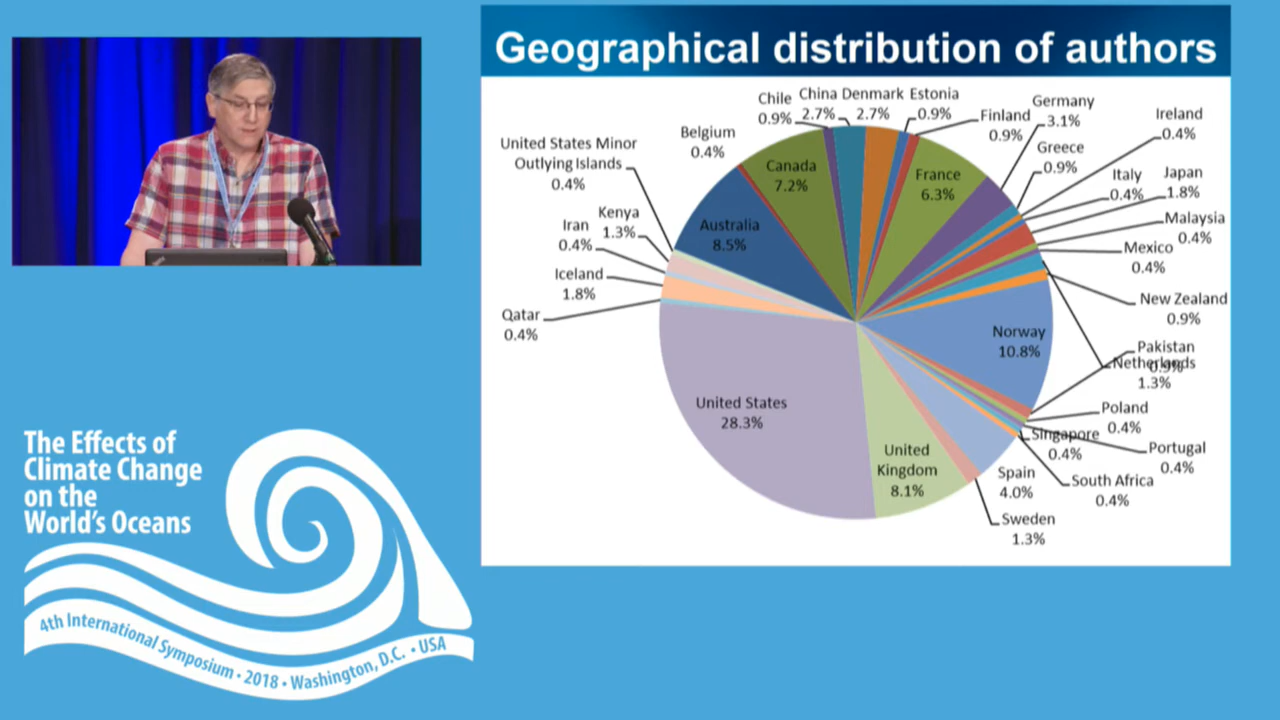 Geographical distribution of authors
Chile
0.9%
China
2.7%
Denmark
2.7%
Estonia
0.9%
Finland
0.9%
Germany
3.1%
Ireland
0.4%
Greece
0.9%
Italy
0.4%
Japan
1.8%
Malaysia
0.4%
Mexico
0.4%
New Zealand
0.9%
Norway
10.8%
Pakistan
0.9%
Netherlands
1.3%
Poland
0.4%
Singapore
0.4%
Portugal
0.4%
South Africa
0.4%
Spain
4.0%
Sweden
1.3%
United
Kingdom
8.1%
United States
28.3%
Qatar
0.4%
Iceland
1.8%
Iran
0.4%
Kenya
1.3%
United States Minor
Outlying Islands
0.4%
Australia
8.5%
Belgium
0.4%
Canada
7.2%
France
6.3%
The Effects of
Climate Change
on the
World's Oceans
4th International Symposium • 2018 • Washington, D.C. • USA